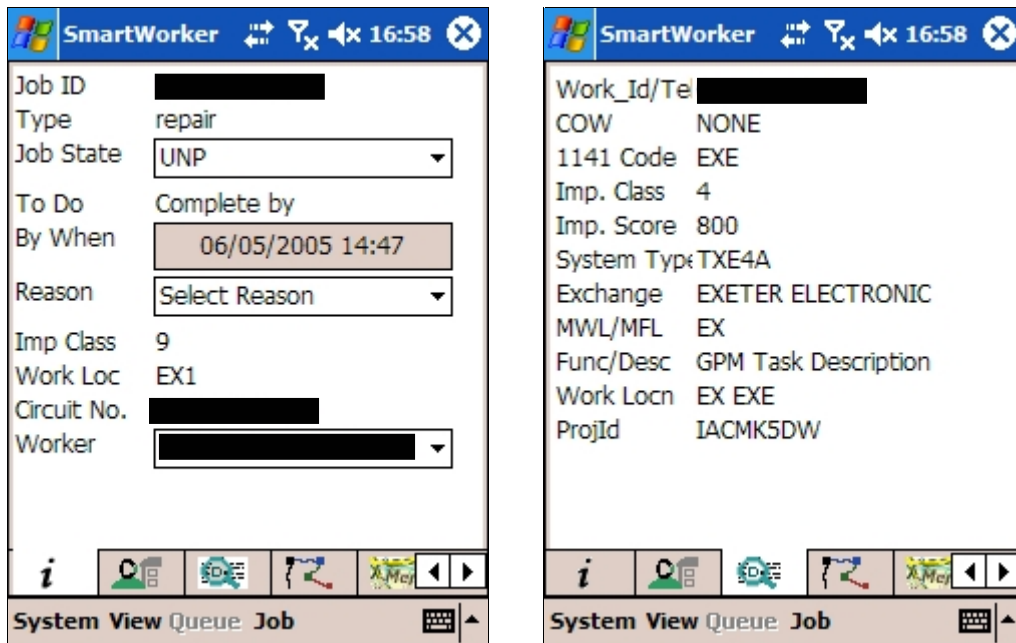 SmartWorker 16:58
Job ID
Type repair
Job State UNP
To Do Complete by
By When 06/05/2005 14:47
Reason Select Reason
Imp Class 9
Work Loc EX1
Circuit No.
Worker
i
System View Queue Job
SmartWorker 16:58
Work_Id/Tel
COW NONE
1141 Code EXE
Imp. Class 4
Imp. Score 800
System Type TXE4A
Exchange EXETER ELECTRONIC
MWL/MFL EX
Func/Desc GPM Task Description
Work Locn EX EXE
ProjId IACMK5DW
i
System View Queue Job